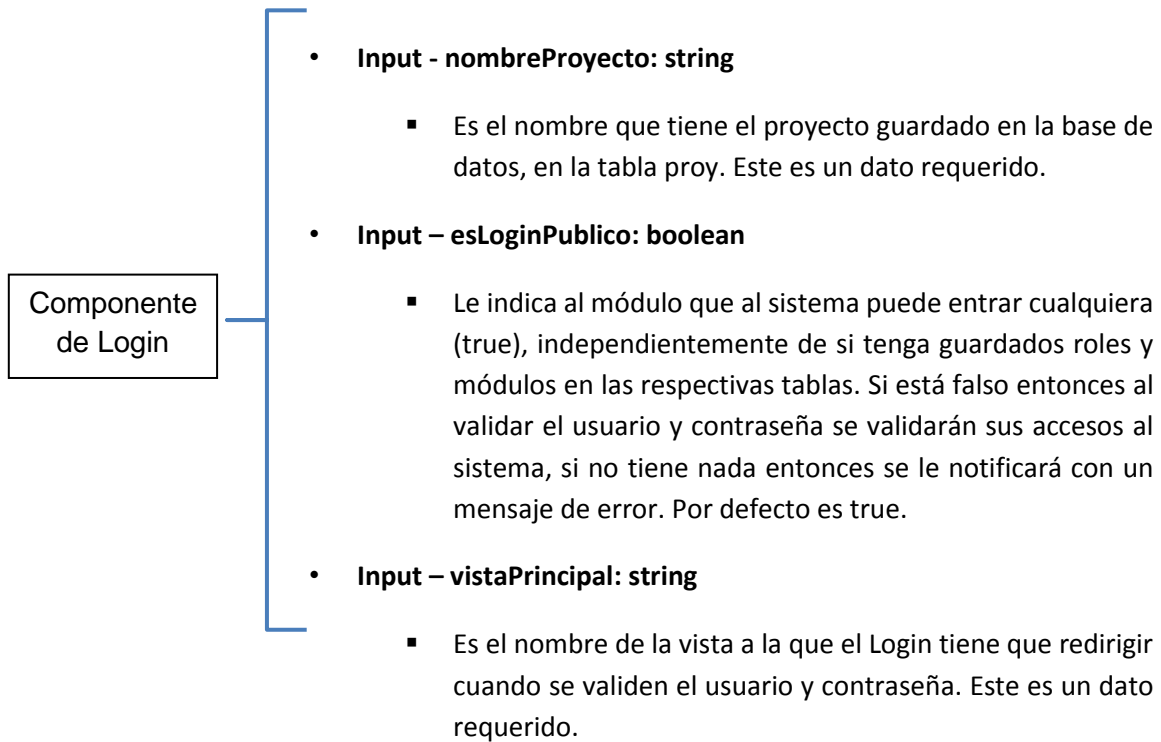 • Input - nombreProyecto: string
▪ Es el nombre que tiene el proyecto guardado en la base de
datos, en la tabla proy. Este es un dato requerido.
• Input – esLoginPublico: boolean
Componente
de Login
▪ Le indica al módulo que al sistema puede entrar cualquiera
(true), independientemente de si tenga guardados roles y
módulos en las respectivas tablas. Si está falso entonces al
validar el usuario y contraseña se validarán sus accesos al
sistema, si no tiene nada entonces se le notificará con un
mensaje de error. Por defecto es true.
• Input – vistaPrincipal: string
▪ Es el nombre de la vista a la que el Login tiene que redirigir
cuando se validen el usuario y contraseña. Este es un dato
requerido.